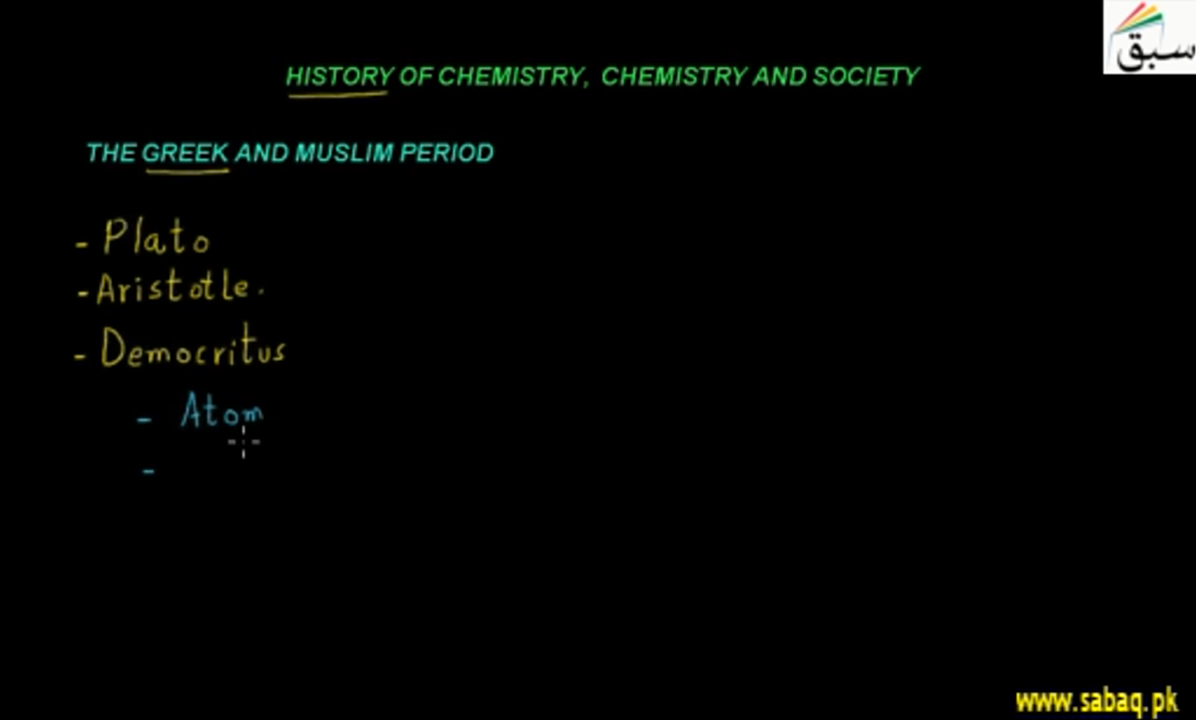 سبق
HISTORY OF CHEMISTRY, CHEMISTRY AND SOCIETY
THE GREEK AND MUSLIM PERIOD
- Plato
- Aristotle.
- Democritus
- Atom
-
www.sabaq.pk